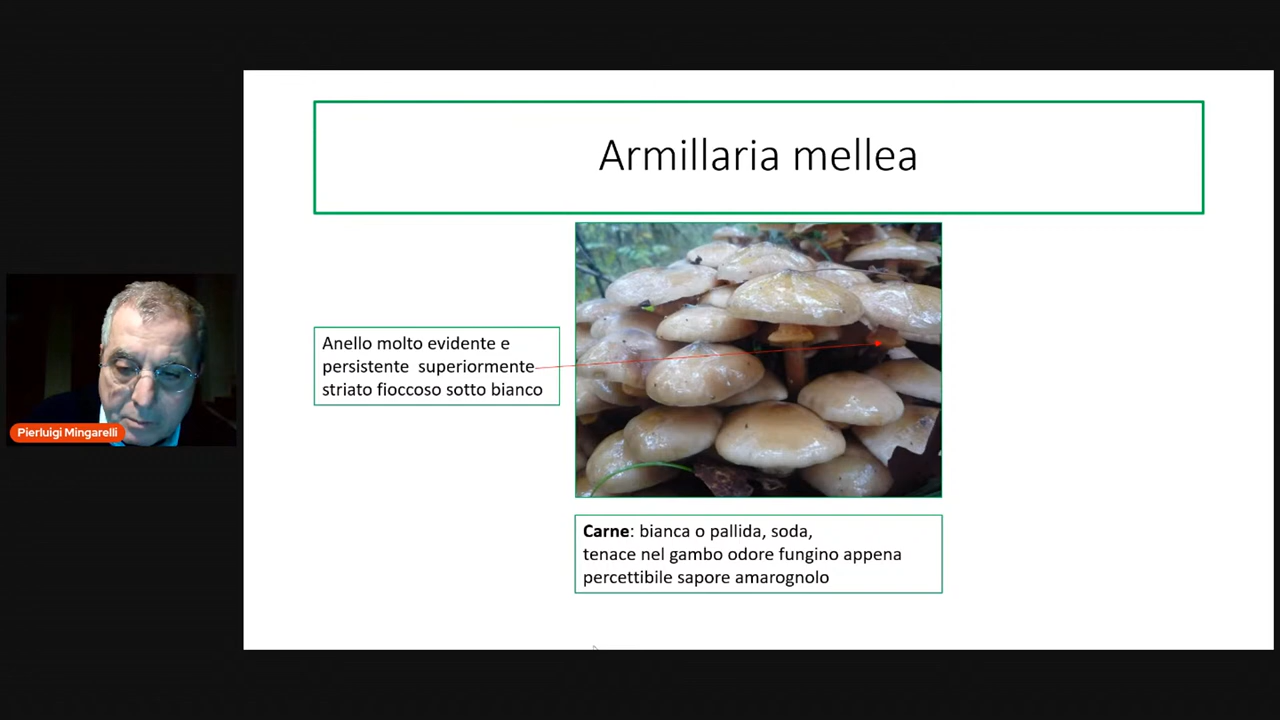 Armillaria mellea
Anello molto evidente e
persistente superiormente
striato fioccoso sotto bianco
Pierluigi Mingarelli
Carne: bianca o pallida, soda,
tenace nel gambo odore fungino appena
percettibile sapore amarognolo